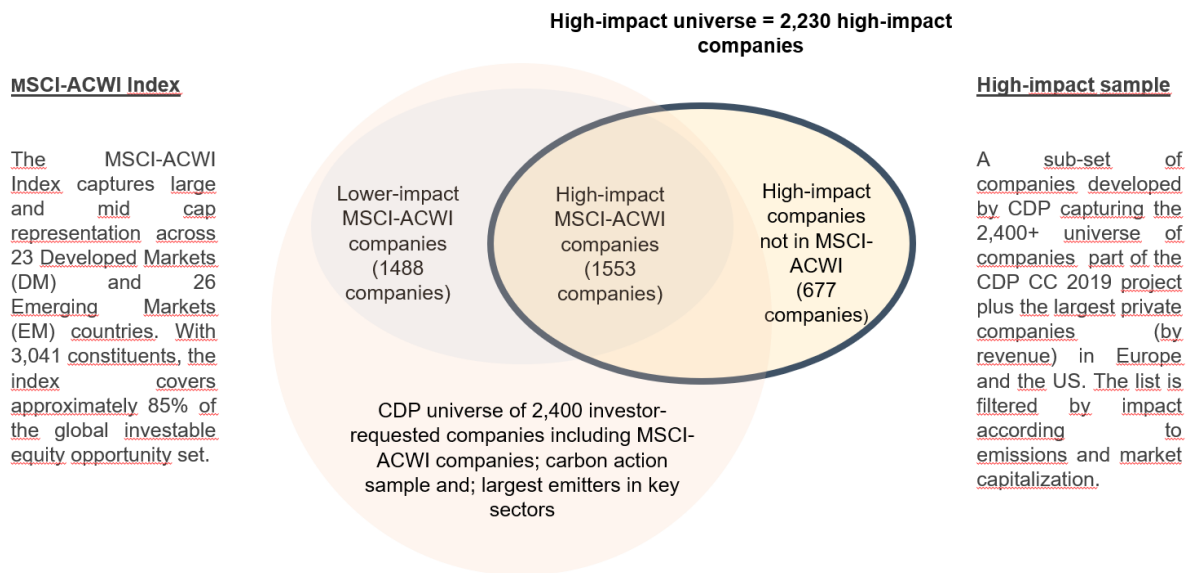 High-impact universe = 2,230 high-impact
companies
MSCI-ACWI Index
The MSCI-ACWI
Index captures large
and mid cap
representation across
23 Developed Markets
(DM) and 26
Emerging Markets
(EM) countries. With
3,041 constituents, the
index covers
approximately 85% of
the global investable
equity opportunity set.
Lower-impact
MSCI-ACWI
companies
(1488
companies)
High-impact
MSCI-ACWI
companies
(1553
companies)
High-impact
companies
not in MSCI-
ACWI
(677
companies)
CDP universe of 2,400 investor-
requested companies including MSCI-
ACWI companies; carbon action
sample and; largest emitters in key
sectors
High-impact sample
A sub-set of
companies developed
by CDP capturing the
2,400+ universe of
companies part of the
CDP CC 2019 project
plus the largest private
companies (by
revenue) in Europe
and the US. The list is
filtered by impact
according to
emissions and market
capitalization.